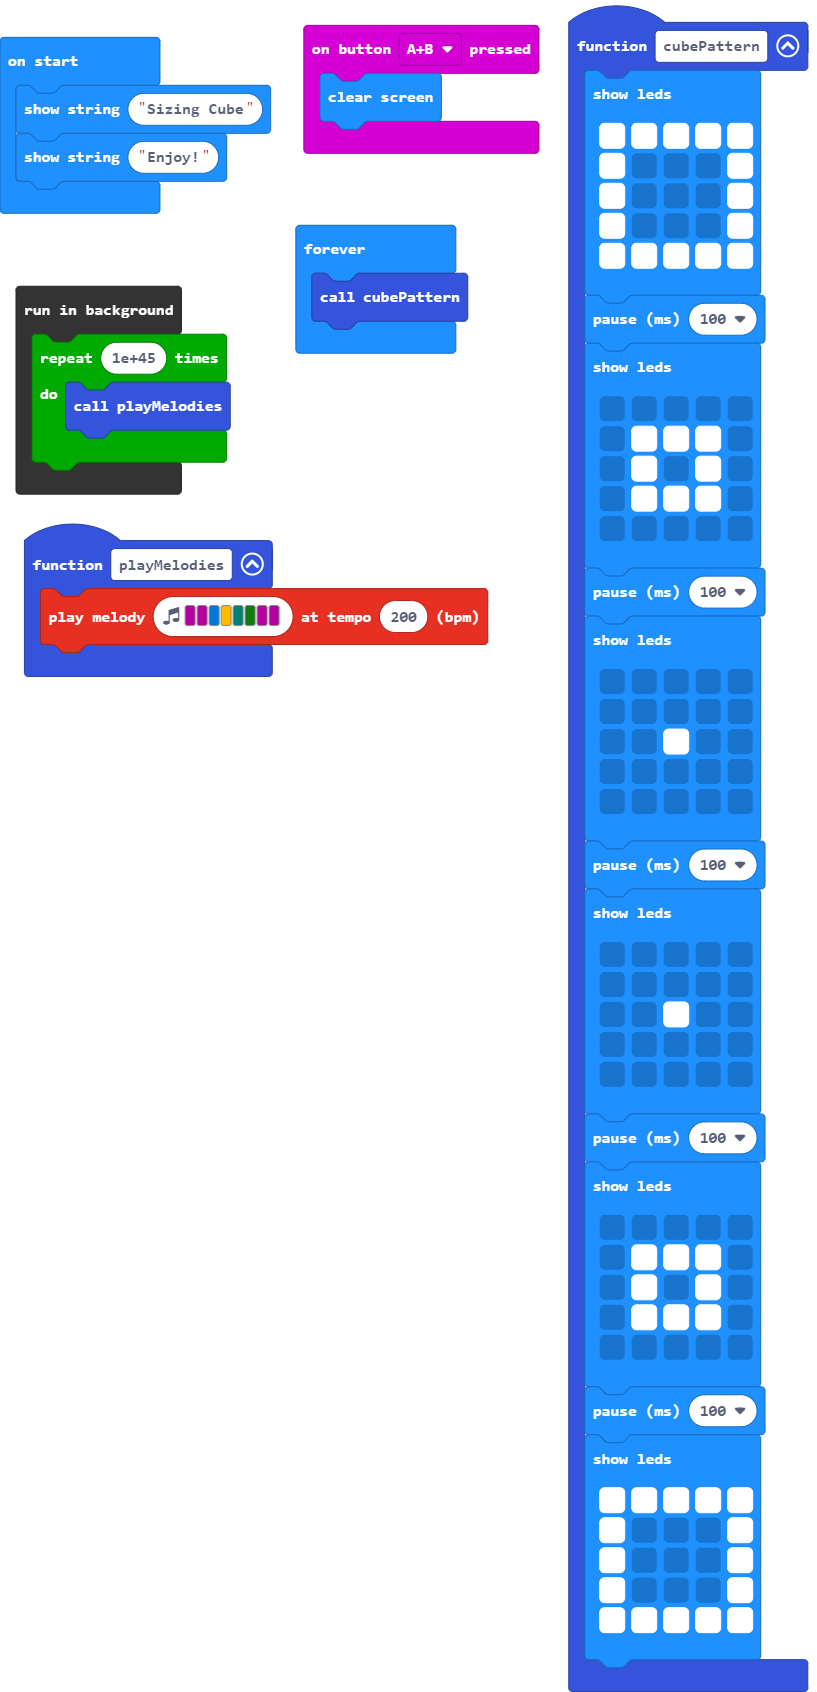 on start
show string "Sizing Cube"
show string "Enjoy!"
on button A+B pressed
clear screen
forever
call cubePattern
run in background
repeat 1e+45 times
do
call playMelodies
function playMelodies
play melody at tempo 200 (bpm)
function cubePattern
show leds
pause (ms) 100
show leds
pause (ms) 100
show leds
pause (ms) 100
show leds
pause (ms) 100
show leds
pause (ms) 100
show leds